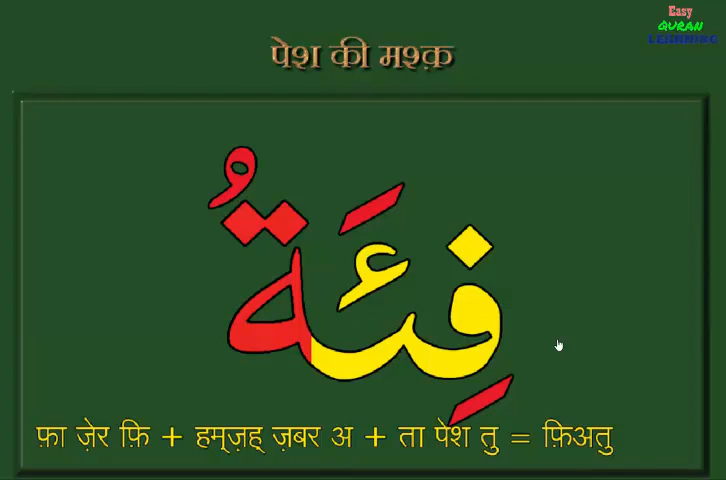 Easy
QURAN
LEARNING
पेश की मश्क़
فِئَةُ
फ़ा ज़ेर फ़ि + हम्ज़ह् ज़बर अ + ता पेश तु = फ़िअतु